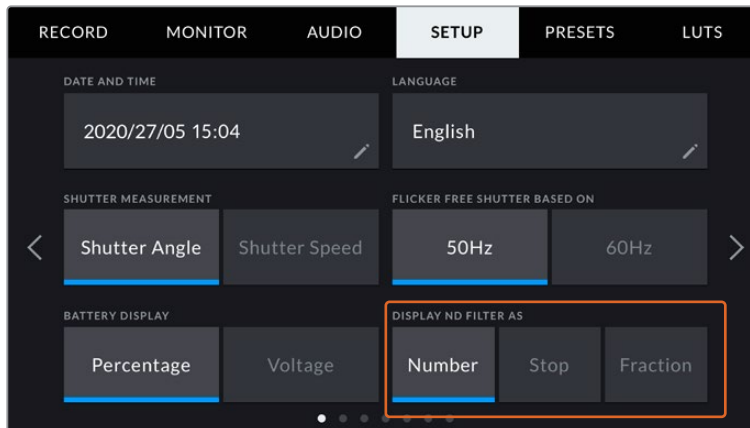 RECORD MONITOR AUDIO SETUP PRESETS LUTS
DATE AND TIME LANGUAGE
2020/27/05 15:04 English
SHUTTER MEASUREMENT FLICKER FREE SHUTTER BASED ON
Shutter Angle Shutter Speed 50Hz 60Hz
BATTERY DISPLAY DISPLAY ND FILTER AS
Percentage Voltage Number Stop Fraction